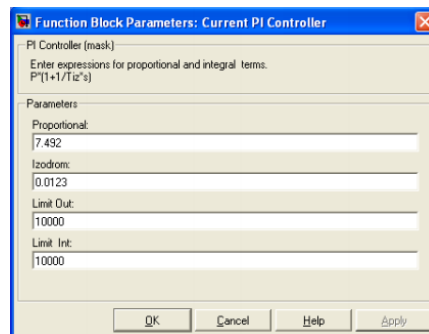 Function Block Parameters: Current PI Controller
PI Controller (mask)
Enter expressions for proportional and integral terms.
P*(1+1/Tiz*s)
Parameters
Proportional:
7.492
Izodrom:
0.0123
Limit Out:
10000
Limit Int:
10000
OK Cancel Help Apply